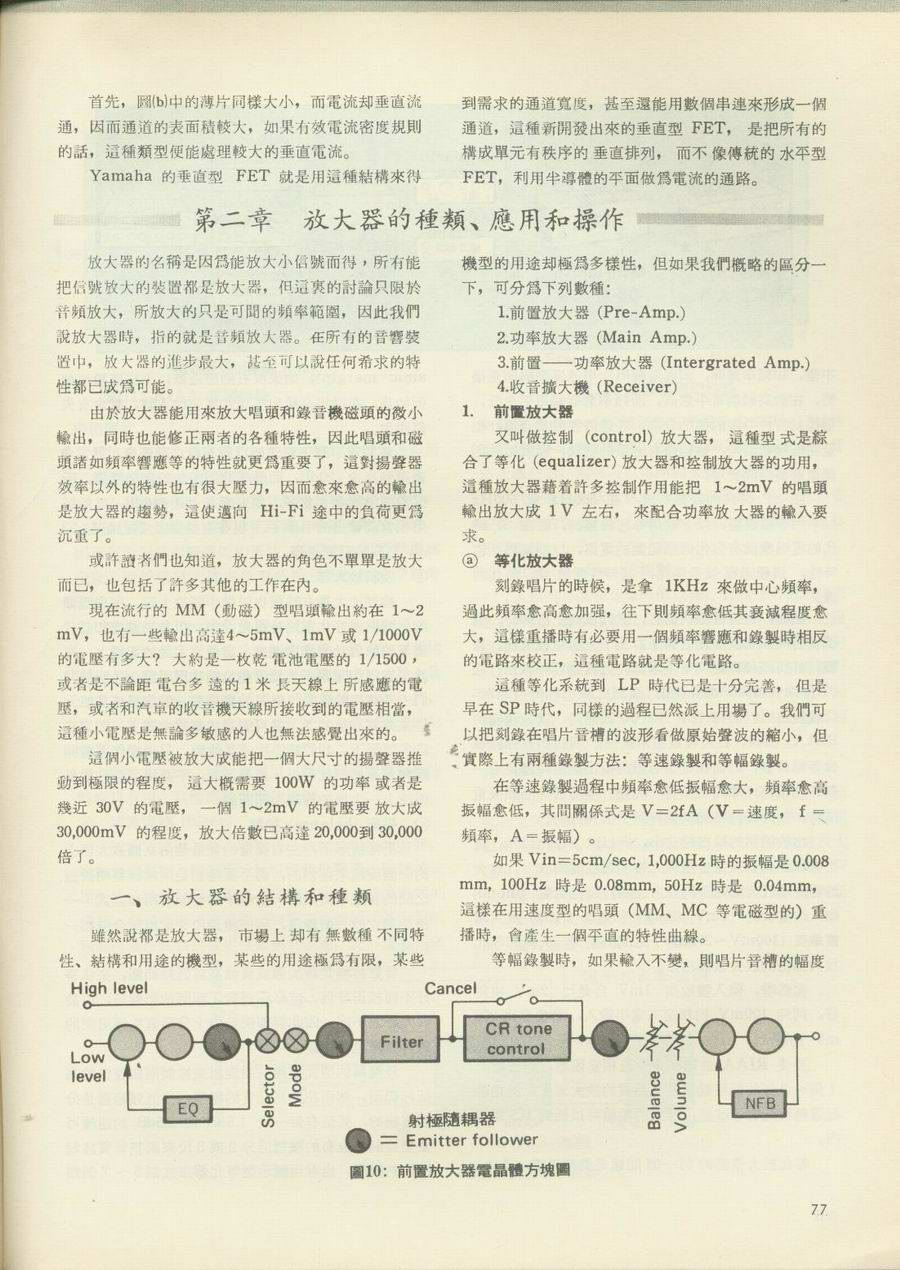 首先，圖(b)中的薄片同樣大小，而電流却垂直流
通，因而通道的表面積較大，如果有效電流密度規則
的話，這種類型便能處理較大的垂直電流。
Yamaha 的垂直型 FET 就是用這種結構來得
到需求的通道寬度，甚至還能用數個串連來形成一個
通道，這種新開發出來的垂直型 FET， 是把所有的
構成單元有秩序的 垂直排列， 而不 像傳統的 水平型
FET，利用半導體的平面做爲電流的通路。
第二章 放大器的種類、應用和操作
放大器的名稱是因爲能放大小信號而得，所有能
把信號放大的裝置都是放大器，但這裏的討論只限於
音頻放大，所放大的只是可聞的頻率範圍，因此我們
說放大器時，指的就是音頻放大器。在所有的音響裝
置中，放大器的進步最大，甚至可以說任何希求的特
性都已成爲可能。
由於放大器能用來放大唱頭和錄音機磁頭的微小
輸出，同時也能修正兩者的各種特性，因此唱頭和磁
頭諸如頻率響應等的特性就更爲重要了，這對揚聲器
效率以外的特性也有很大壓力，因而愈來愈高的輸出
是放大器的趨勢，這使邁向 Hi-Fi 途中的負荷更爲
沉重了。
或許讀者們也知道，放大器的角色不單單是放大
而已，也包括了許多其他的工作在內。
現在流行的 MM（動磁） 型唱頭輸出約在 1～2
mV，也有一些輸出高達4～5mV、1mV 或 1/1000V
的電壓有多大？ 大約是一枚乾 電池電壓的 1/1500，
或者是不論距 電台多 遠的 1 米 長天線上 所感應的電
壓，或者和汽車的收音機天線所接收到的電壓相當，
這種小電壓是無論多敏感的人也無法感覺出來的。
這個小電壓被放大成能把一個大尺寸的揚聲器推
動到極限的程度， 這大概需要 100W 的功率 或者是
幾近 30V 的電壓， 一個 1～2mV 的電壓要 放大成
30,000mV 的程度，放大倍數已高達 20,000到 30,000
倍了。
一、放大器的結構和種類
雖然說都是放大器， 市場上 却有 無數種 不同特
性、結構和用途的機型，某些的用途極爲有限，某些
機型的用途却極爲多樣性，但如果我們概略的區分一
下，可分爲下列數種：
1.前置放大器 (Pre-Amp.)
2.功率放大器 (Main Amp.)
3.前置——功率放大器 (Intergrated Amp.)
4.收音擴大機 (Receiver)
1. 前置放大器
又叫做控制 (control) 放大器， 這種型 式是綜
合了等化 (equalizer) 放大器和控制放大器的功用，
這種放大器藉着許多控制作用能把 1～2mV 的唱頭
輸出放大成 1 V 左右， 來配合功率放 大器的輸入要
求。
ⓐ 等化放大器
刻錄唱片的時候，是拿 1KHz 來做中心頻率，
過此頻率愈高愈加强，往下則頻率愈低其衰減程度愈
大，這樣重播時有必要用一個頻率響應和錄製時相反
的電路來校正，這種電路就是等化電路。
這種等化系統到 LP 時代已是十分完善， 但是
早在 SP 時代，同樣的過程已然派上用場了。我們可
以把刻錄在唱片音槽的波形看做原始聲波的縮小，但
實際上有兩種錄製方法：等速錄製和等幅錄製。
在等速錄製過程中頻率愈低振幅愈大，頻率愈高
振幅愈低，其間關係式是 V＝2fA（V＝速度， f ＝
頻率，A＝振幅）。
如果 Vin＝5cm/sec, 1,000Hz 時的振幅是 0.008
mm, 100Hz 時是 0.08mm, 50Hz 時是 0.04mm，
這樣在用速度型的唱頭（MM、MC 等電磁型的）重
播時，會產生一個平直的特性曲線。
等幅錄製時，如果輸入不變，則唱片音槽的幅度
High level
Cancel
Low
level
EQ
Selector
Mode
Filter
CR tone
control
Balance
Volume
NFB
射極隨耦器
＝ Emitter follower
圖10：前置放大器電晶體方塊圖
77